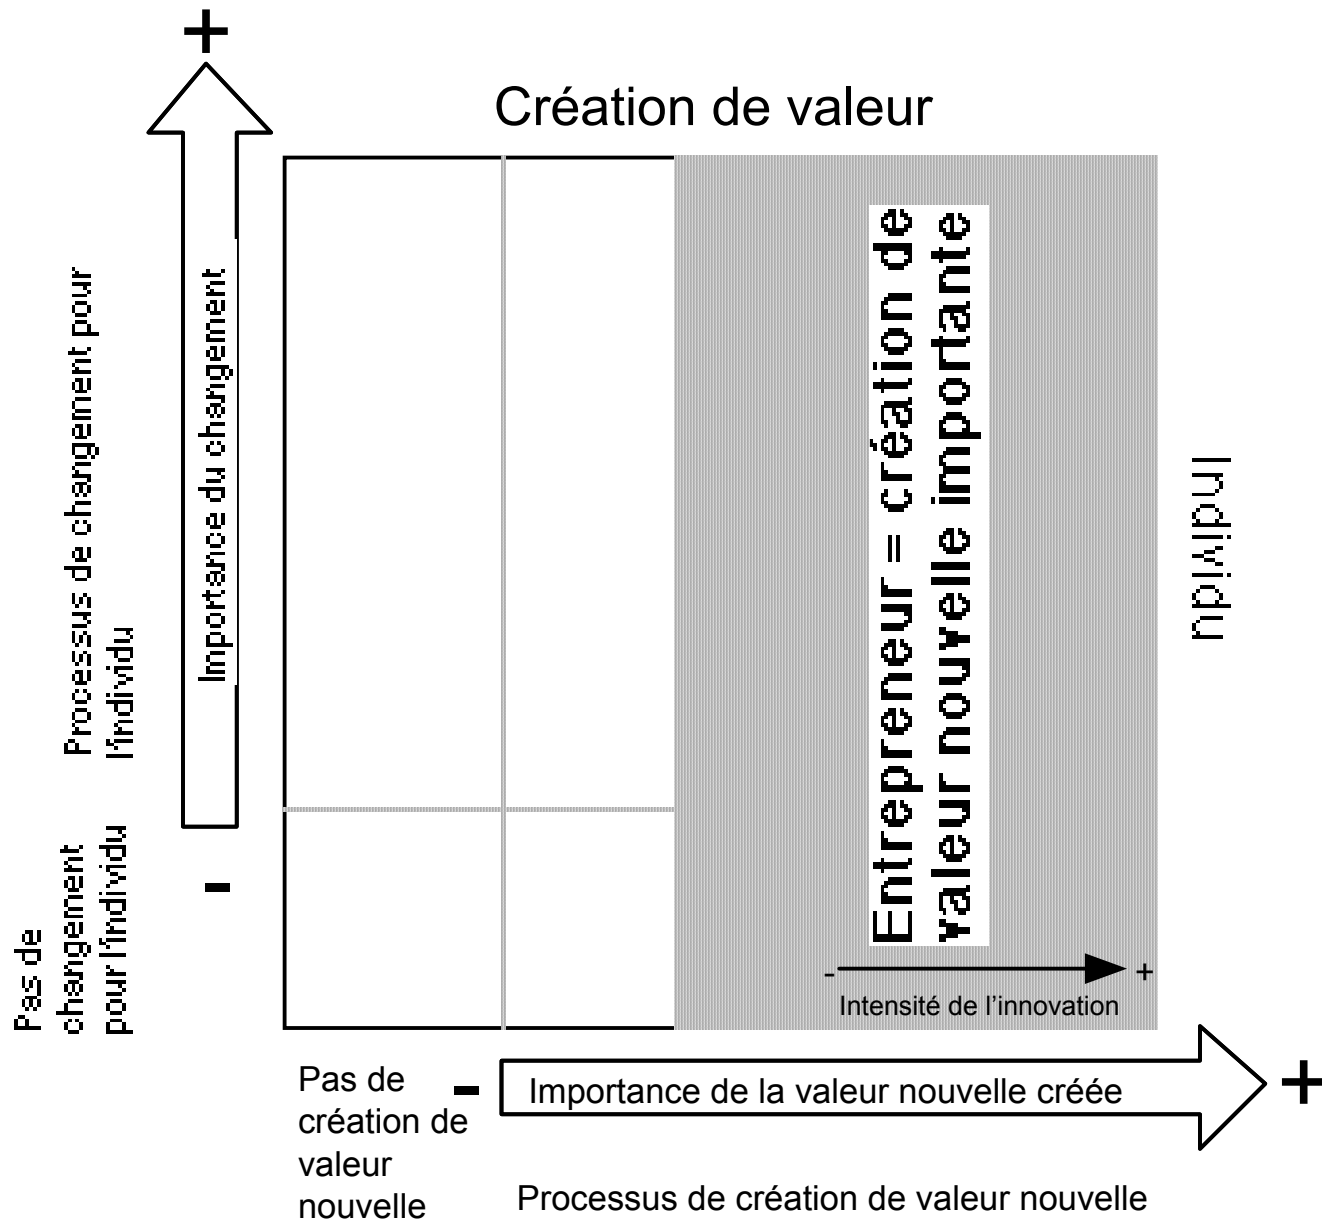 +
Création de valeur
Processus de changement pour
l'individu
Importance du changement
Entrepreneur = création de
valeur nouvelle importante
Individu
-
Pas de
changement
pour l'individu
- +
Intensité de l’innovation
Pas de
création de
valeur
nouvelle
- Importance de la valeur nouvelle créée +
Processus de création de valeur nouvelle